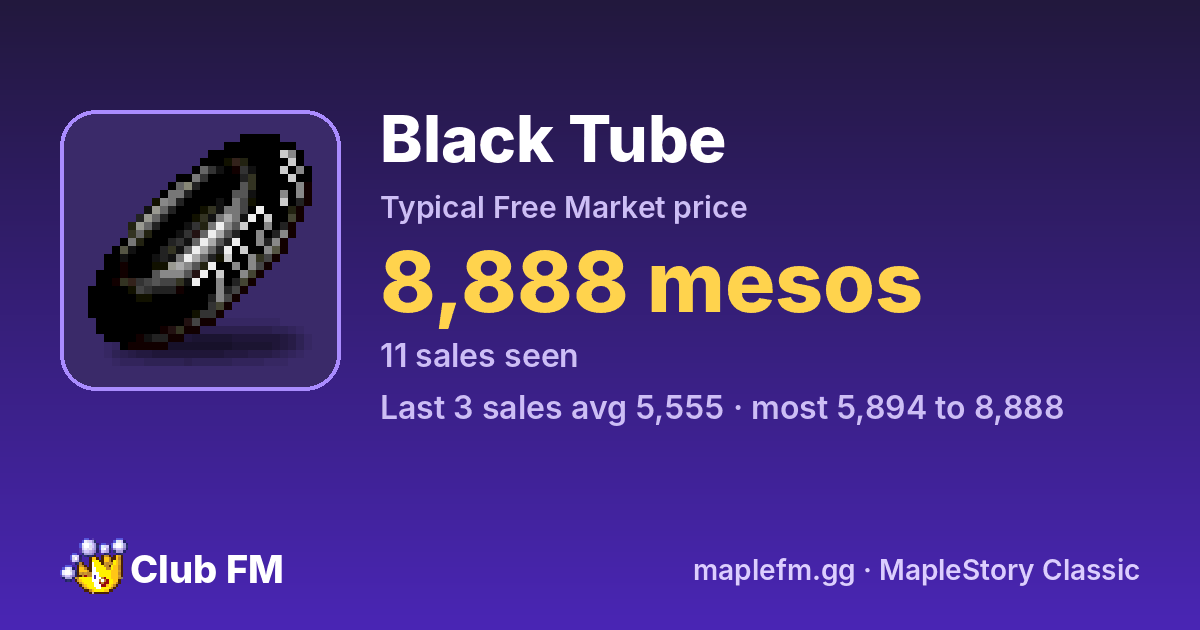 Black Tube
Typical Free Market price
8,888 mesos
11 sales seen
Last 3 sales avg 5,555 · most 5,894 to 8,888
Club FM
maplefm.gg · MapleStory Classic